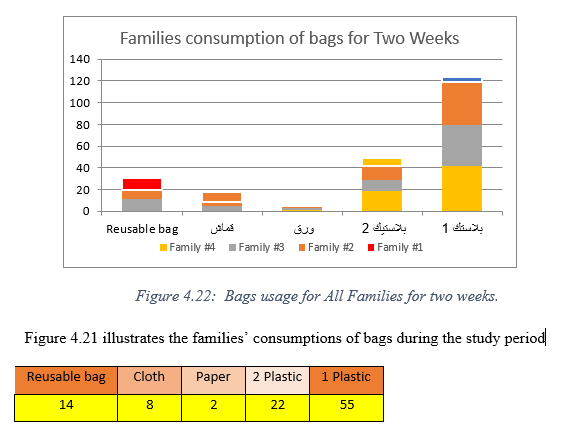 Families consumption of bags for Two Weeks
140
120
100
80
60
40
20
0
Reusable bag قماش ورق بلاستيك 2 بلاستك 1
Family #4 Family #3 Family #2 Family #1
Figure 4.22: Bags usage for All Families for two weeks.
Figure 4.21 illustrates the families’ consumptions of bags during the study period
Reusable bag Cloth Paper 2 Plastic 1 Plastic
14 8 2 22 55